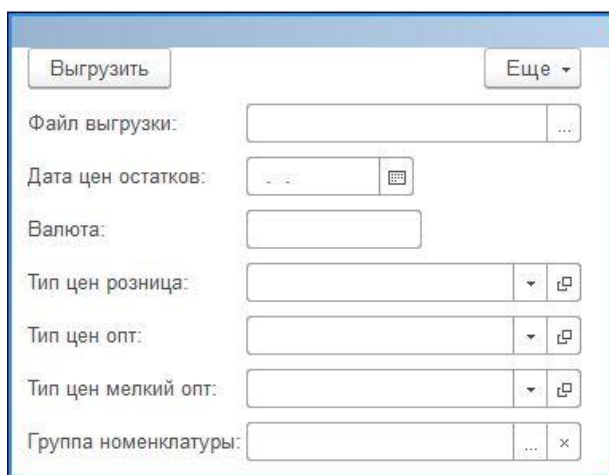 Выгрузить Еще
Файл выгрузки: ...
Дата цен остатков: . .
Валюта:
Тип цен розница:
Тип цен опт:
Тип цен мелкий опт:
Группа номенклатуры: ... ×